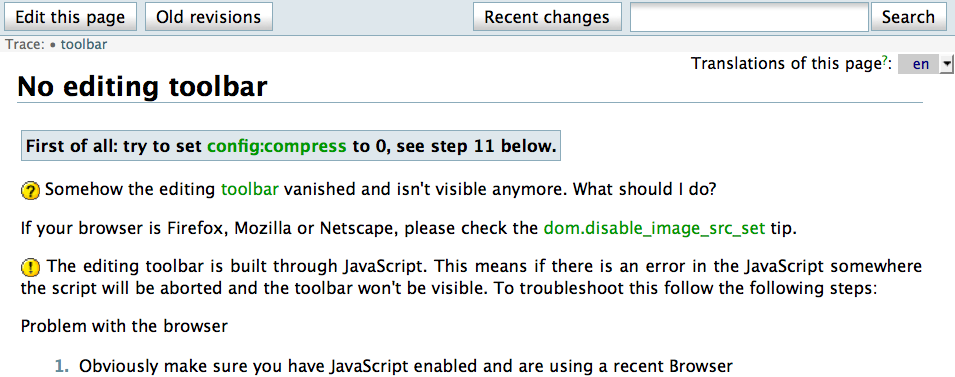 Edit this page Old revisions Recent changes Search
Trace: • toolbar
Translations of this page?: en
No editing toolbar
First of all: try to set config:compress to 0, see step 11 below.
Somehow the editing toolbar vanished and isn't visible anymore. What should I do?
If your browser is Firefox, Mozilla or Netscape, please check the dom.disable_image_src_set tip.
The editing toolbar is built through JavaScript. This means if there is an error in the JavaScript somewhere
the script will be aborted and the toolbar won't be visible. To troubleshoot this follow the following steps:
Problem with the browser
1. Obviously make sure you have JavaScript enabled and are using a recent Browser